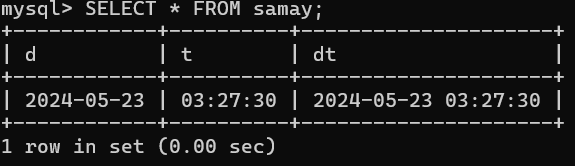 mysql> SELECT * FROM samay;
+------------+----------+---------------------+
| d          | t        | dt                  |
+------------+----------+---------------------+
| 2024-05-23 | 03:27:30 | 2024-05-23 03:27:30 |
+------------+----------+---------------------+
1 row in set (0.00 sec)